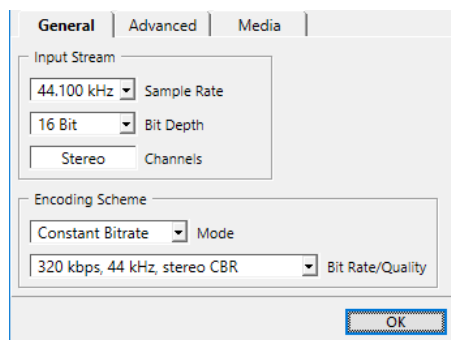 General Advanced Media
Input Stream
44.100 kHz Sample Rate
16 Bit Bit Depth
Stereo Channels
Encoding Scheme
Constant Bitrate Mode
320 kbps, 44 kHz, stereo CBR Bit Rate/Quality
OK